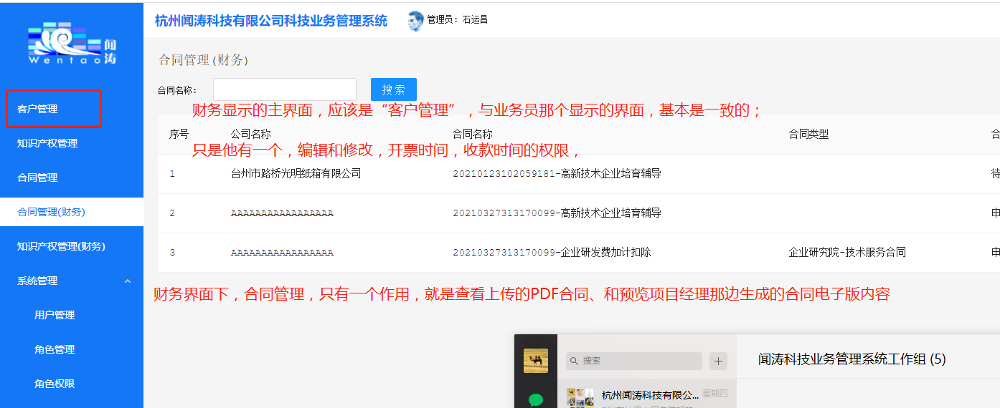 杭州闻涛科技有限公司科技业务管理系统
管理员：石运昌
闻涛
Wentao
客户管理
知识产权管理
合同管理
合同管理(财务)
知识产权管理(财务)
系统管理
用户管理
角色管理
角色权限
合同管理(财务)
合同名称：
搜索
财务显示的主界面，应该是“客户管理”，与业务员那个显示的界面，基本是一致的；
序号 公司名称 合同名称 合同类型 合
只是他有一个，编辑和修改，开票时间，收款时间的权限，
1 台州市路桥光明纸箱有限公司 20210123102059181-高新技术企业培育辅导 待
2 AAAAAAAAAAAAAAAAA 20210327313170099-高新技术企业培育辅导 申
3 AAAAAAAAAAAAAAAAA 20210327313170099-企业研发费加计扣除 企业研究院-技术服务合同 申
财务界面下，合同管理，只有一个作用，就是查看上传的PDF合同、和预览项目经理那边生成的合同电子版内容
搜索
闻涛科技业务管理系统工作组 (5)
杭州闻涛科技有限公... 星期四